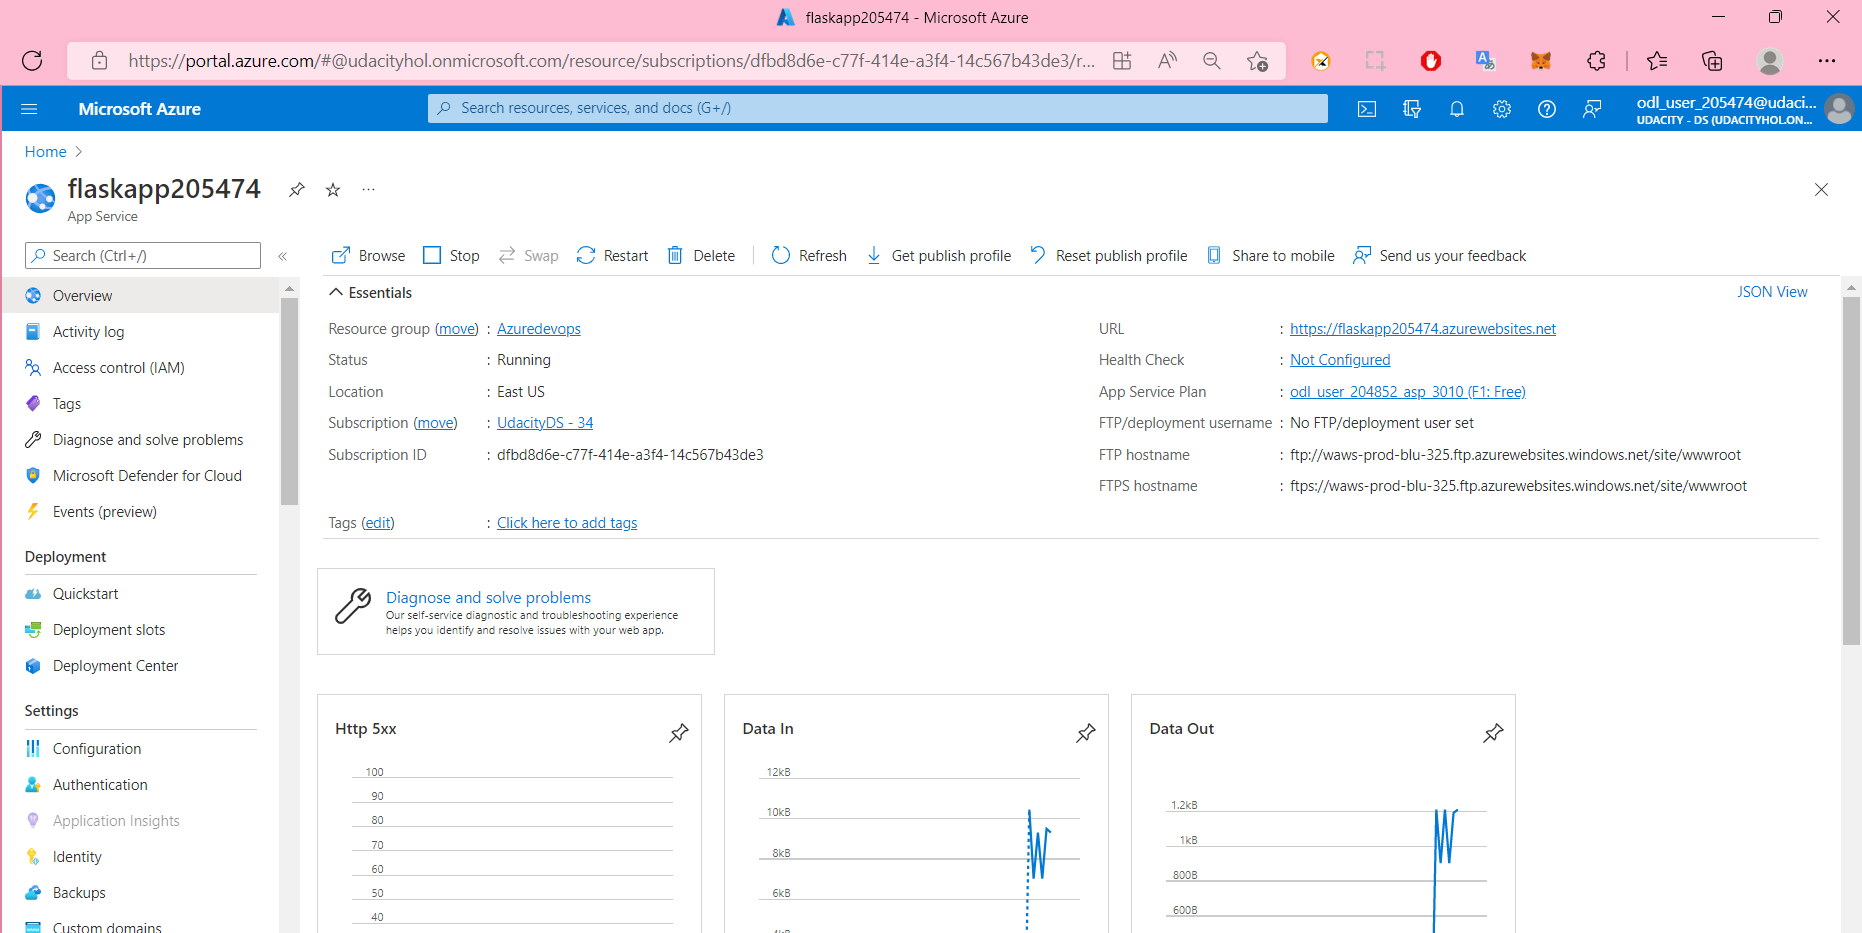 flaskapp205474 - Microsoft Azure
https://portal.azure.com/#@udacityhol.onmicrosoft.com/resource/subscriptions/dfbd8d6e-c77f-414e-a3f4-14c567b43de3/r...
Microsoft Azure
Search resources, services, and docs (G+/)
odl_user_205474@udaci...
UDACITY - DS (UDACITYHOL.ON...
Home
flaskapp205474
App Service
Search (Ctrl+/)
Browse
Stop
Swap
Restart
Delete
Refresh
Get publish profile
Reset publish profile
Share to mobile
Send us your feedback
Overview
Activity log
Access control (IAM)
Tags
Diagnose and solve problems
Microsoft Defender for Cloud
Events (preview)
Deployment
Quickstart
Deployment slots
Deployment Center
Settings
Configuration
Authentication
Application Insights
Identity
Backups
Custom domains
Essentials
JSON View
Resource group (move) : Azuredevops
Status : Running
Location : East US
Subscription (move) : UdacityDS - 34
Subscription ID : dfbd8d6e-c77f-414e-a3f4-14c567b43de3
Tags (edit) : Click here to add tags
URL : https://flaskapp205474.azurewebsites.net
Health Check : Not Configured
App Service Plan : odl_user_204852_asp_3010 (F1: Free)
FTP/deployment username : No FTP/deployment user set
FTP hostname : ftp://waws-prod-blu-325.ftp.azurewebsites.windows.net/site/wwwroot
FTPS hostname : ftps://waws-prod-blu-325.ftp.azurewebsites.windows.net/site/wwwroot
Diagnose and solve problems
Our self-service diagnostic and troubleshooting experience
helps you identify and resolve issues with your web app.
Http 5xx
100
90
80
70
60
50
40
Data In
12kB
10kB
8kB
6kB
4kB
Data Out
1.2kB
1kB
800B
600B